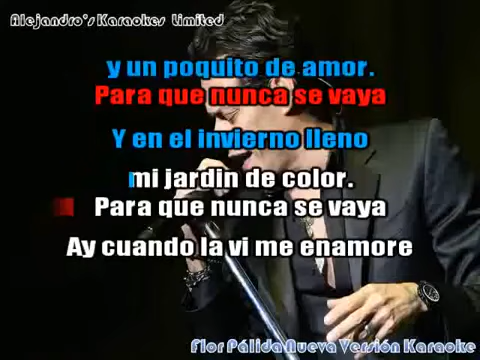 Alejandro's Karaokes Limited
y un poquito de amor.
Para que nunca se vaya
Y en el invierno lleno
mi jardin de color.
Para que nunca se vaya
Ay cuando la vi me enamore
Flor Pálida Nueva Versión Karaoke